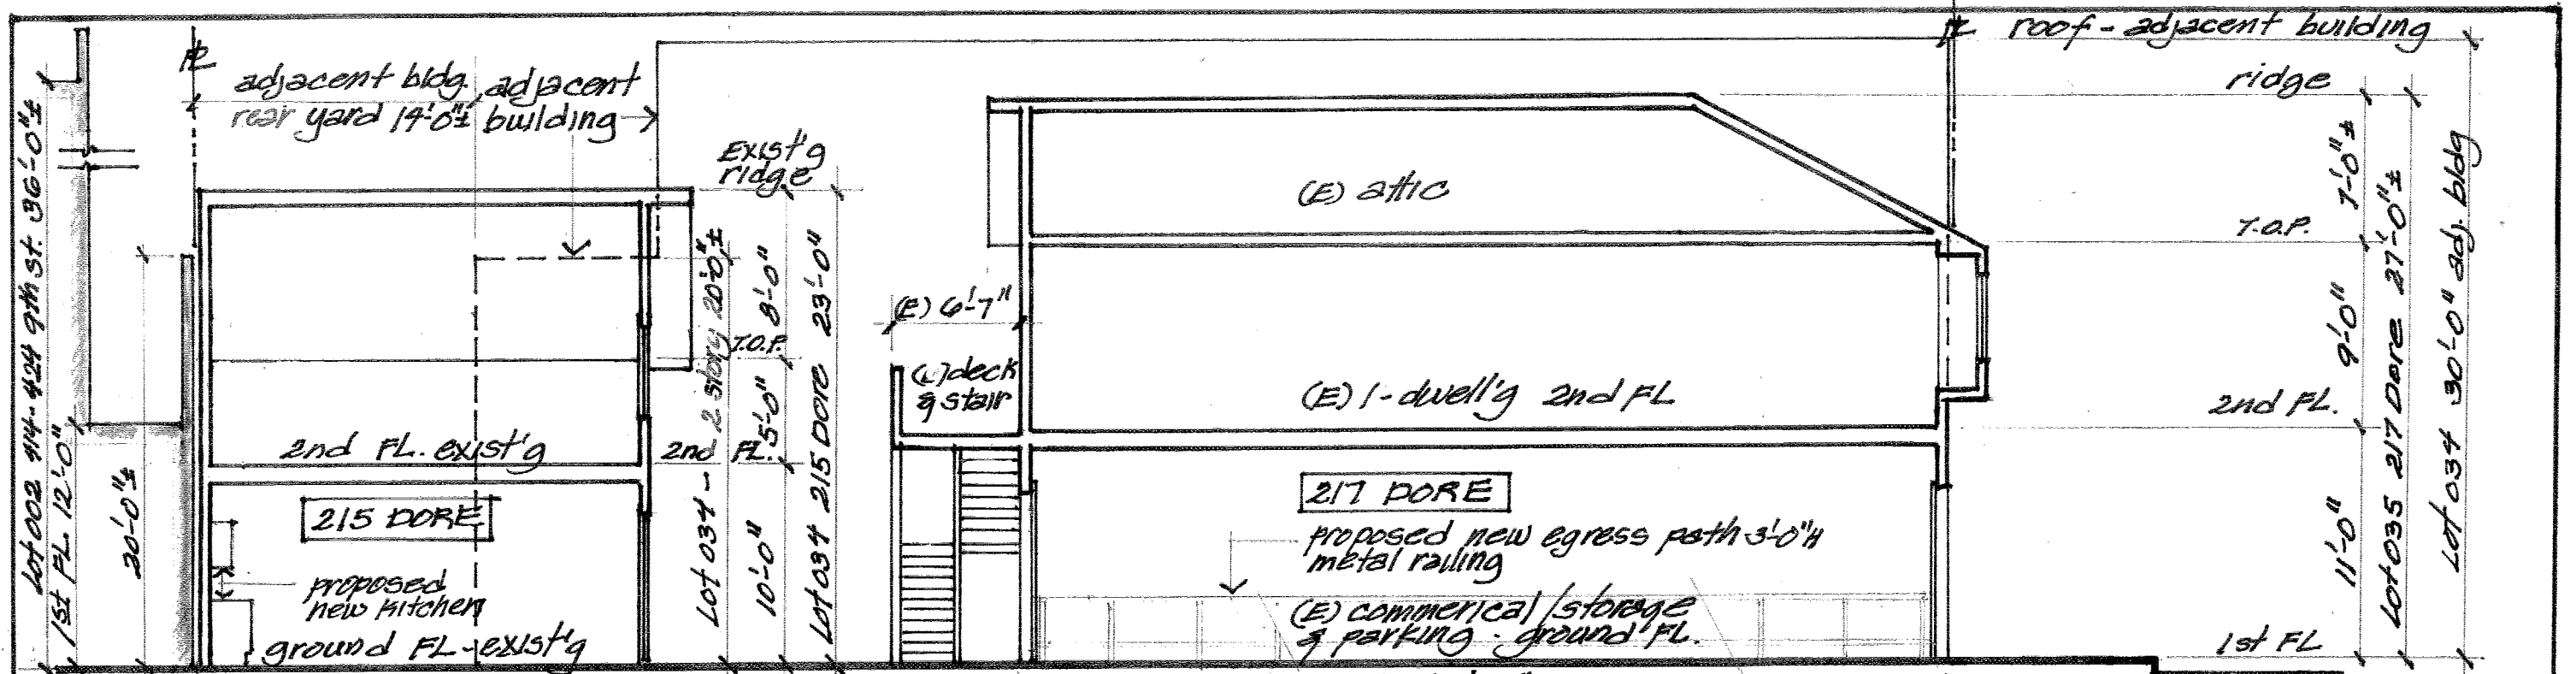 PL
roof - adjacent building
adjacent bldg.
rear yard 14'-0"±
adjacent
building
Exist'g
ridge
ridge
(E) attic
T.O.P.
(E) 6'-7"
(E) deck
& stair
(E) 1-dwell'g 2nd FL
2nd FL.
2nd FL. exist'g
2nd FL.
T.O.P.
215 DORE
217 DORE
proposed
new kitchen
ground FL - exist'g
proposed new egress path 3'-0"H
metal railing
(E) commerical / storage
& parking - ground FL.
1st FL
Lot 002 414-424 9th St. 36'-0"±
1st FL. 12'-0"
20'-0"±
Lot 034 - 2 story 20'-0"±
8'-0"
5'-0"
10'-0"
Lot 034 215 DORE 23'-0"
7'-0"±
9'-0"
11'-0"
Lot 035 217 Dore 27'-0"±
Lot 034 30'-0" adj. bldg
PL